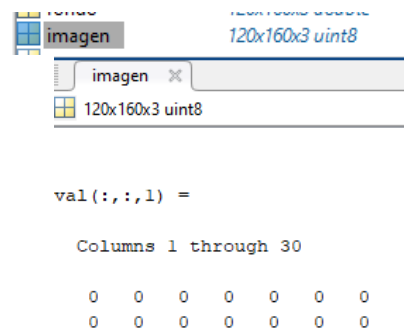 imagen 120x160x3 uint8
imagen
120x160x3 uint8
val(:,:,1) =
Columns 1 through 30
0 0 0 0 0 0 0
0 0 0 0 0 0 0